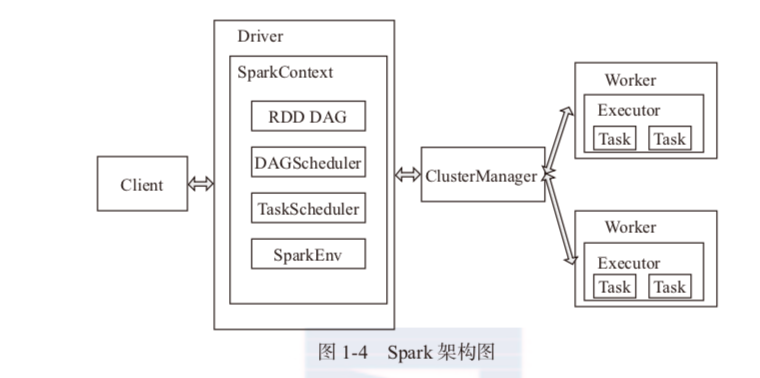 Driver
SparkContext
RDD DAG
DAGScheduler
TaskScheduler
SparkEnv
Client
ClusterManager
Worker
Executor
Task Task
Worker
Executor
Task Task
图 1-4 Spark 架构图